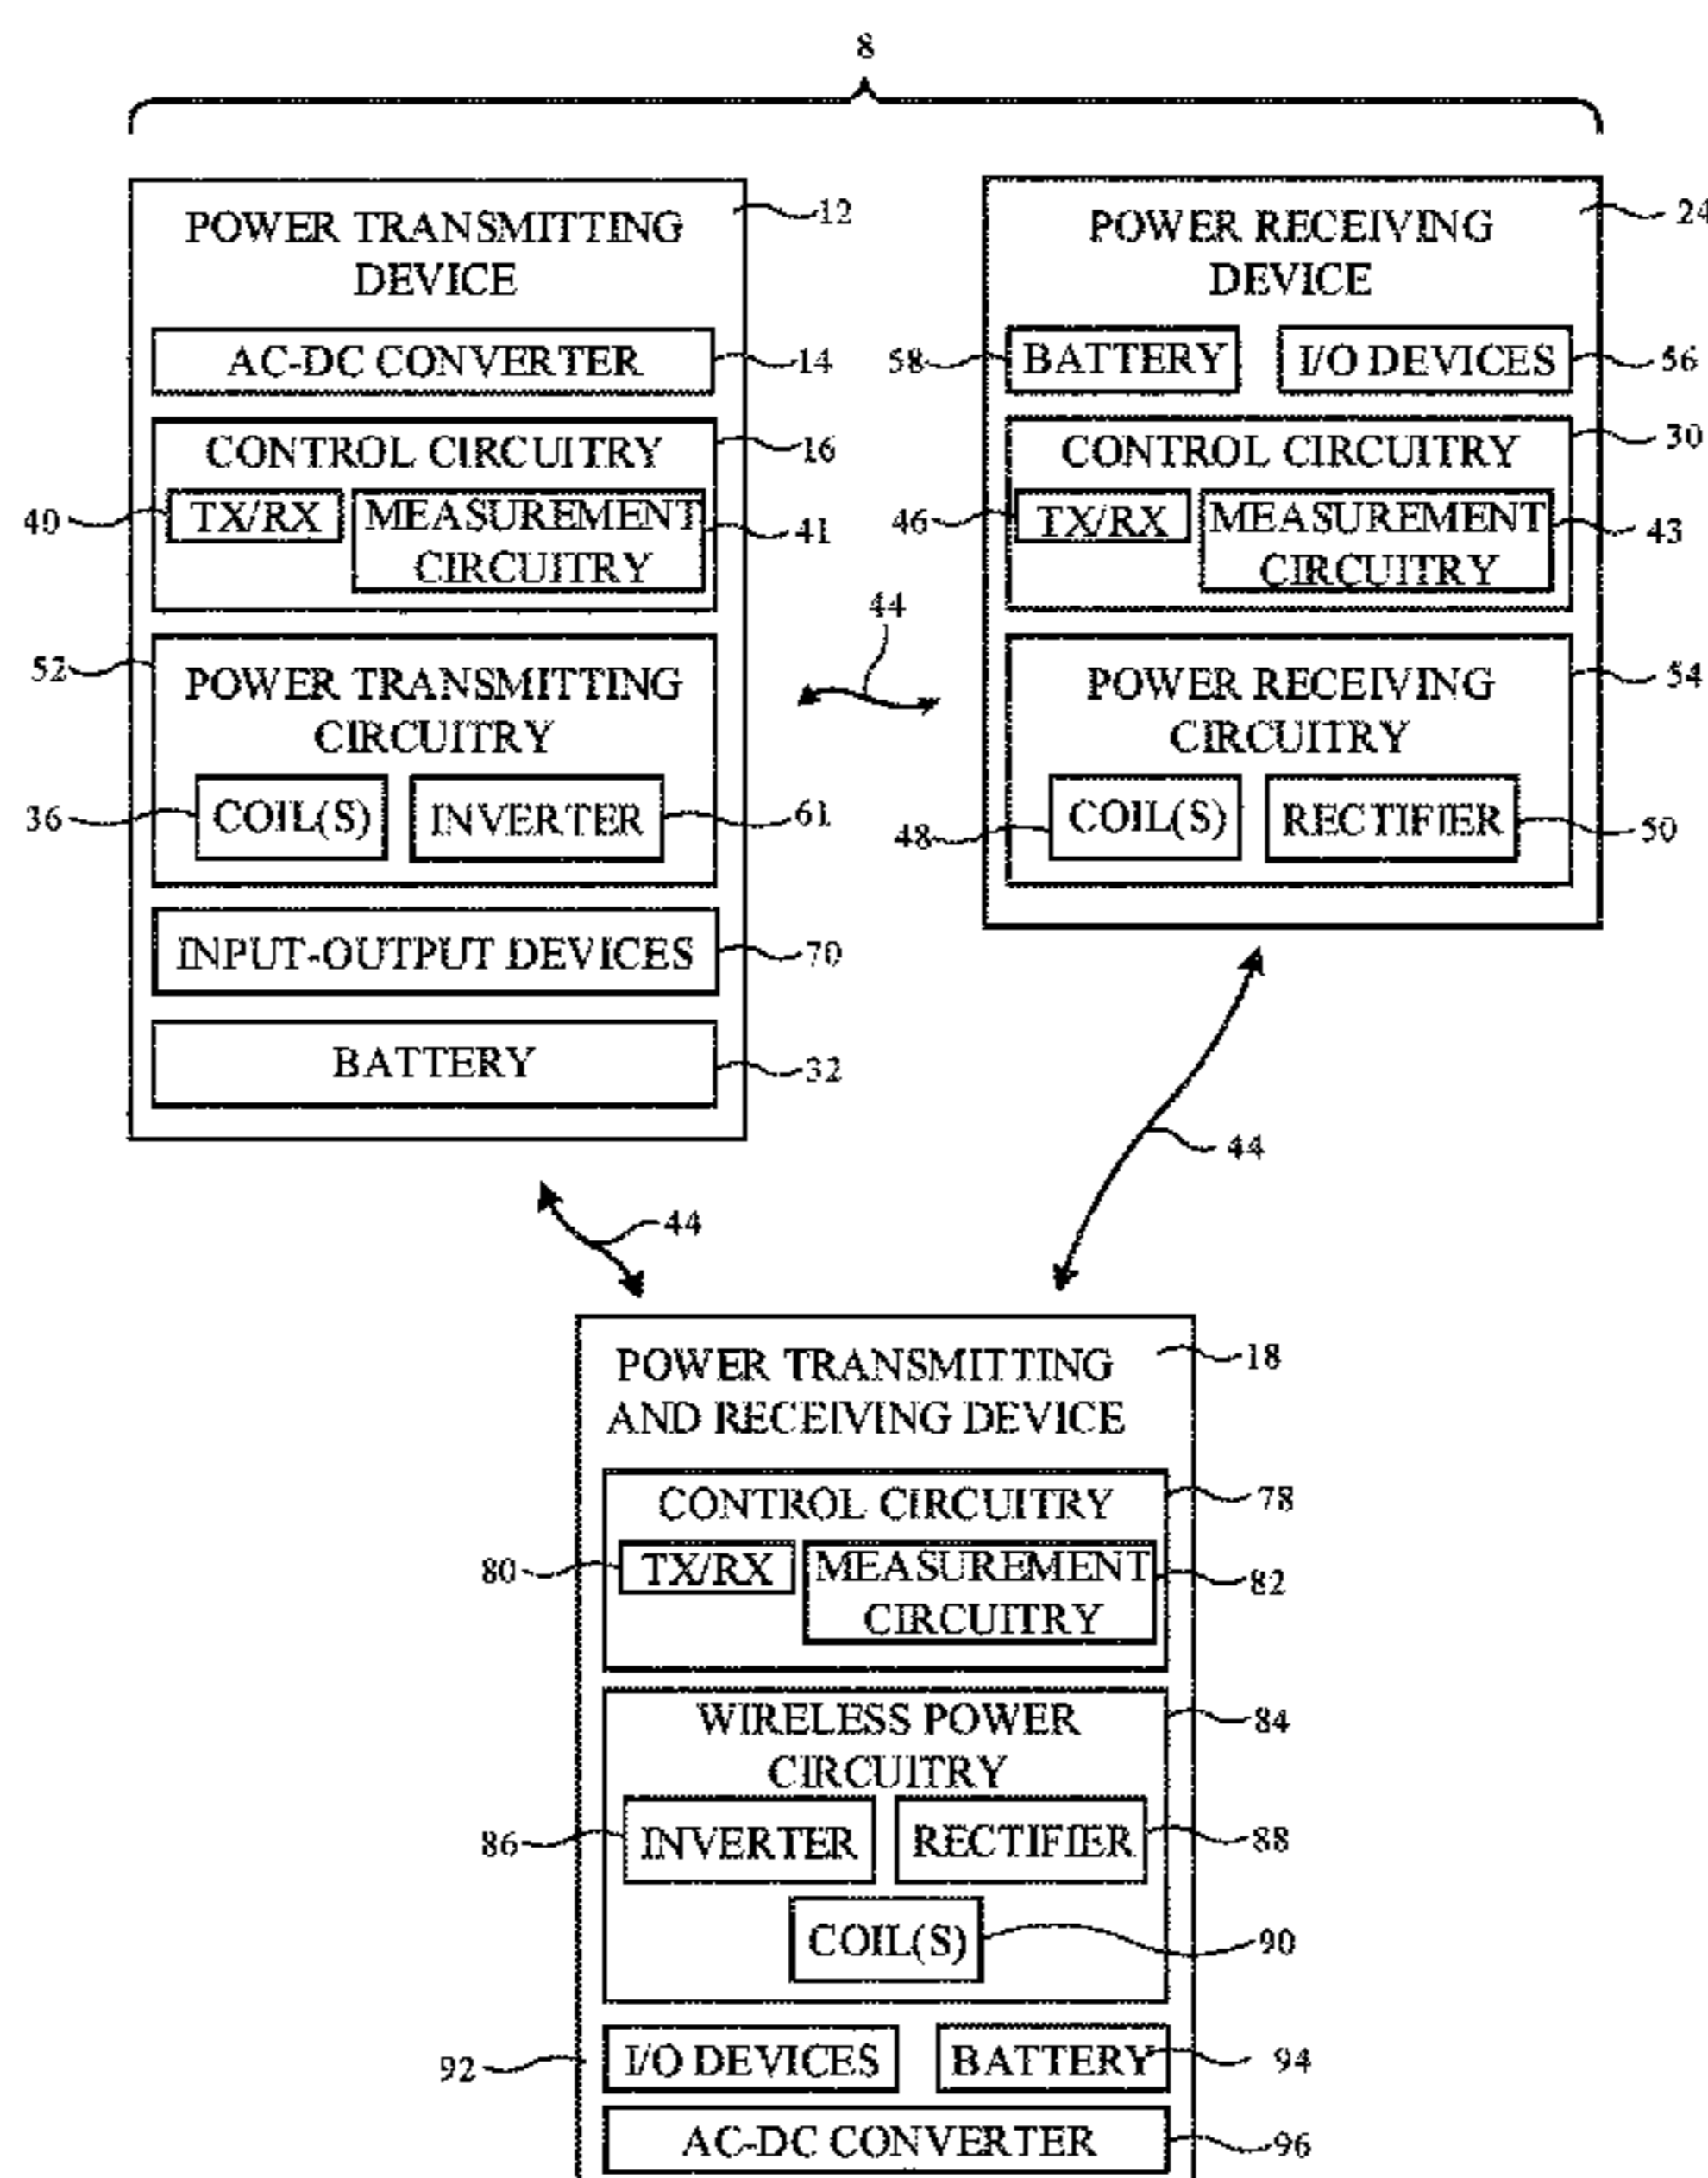 8
POWER TRANSMITTING
DEVICE
12
AC-DC CONVERTER
14
CONTROL CIRCUITRY
16
40
TX/RX
MEASUREMENT
CIRCUITRY
41
52
POWER TRANSMITTING
CIRCUITRY
36
COIL(S)
INVERTER
61
INPUT-OUTPUT DEVICES
70
BATTERY
32
POWER RECEIVING
DEVICE
24
58
BATTERY
I/O DEVICES
56
CONTROL CIRCUITRY
30
46
TX/RX
MEASUREMENT
CIRCUITRY
43
44
POWER RECEIVING
CIRCUITRY
54
48
COIL(S)
RECTIFIER
50
44
44
POWER TRANSMITTING
AND RECEIVING DEVICE
18
CONTROL CIRCUITRY
78
80
TX/RX
MEASUREMENT
CIRCUITRY
82
WIRELESS POWER
CIRCUITRY
84
86
INVERTER
RECTIFIER
88
COIL(S)
90
92
I/O DEVICES
BATTERY
94
AC-DC CONVERTER
96